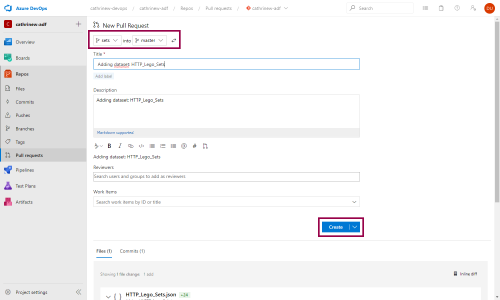 Azure DevOps
cathrinew-adf / cathrinew-adf / Repos / Pull requests / cathrinew-adf
Search
cathrinew-adf
Overview
Boards
Repos
Files
Commits
Pushes
Branches
Tags
Pull requests
Pipelines
Test Plans
Artifacts
Project settings
New Pull Request
sets into master
Title *
Adding dataset: HTTP_Lego_Sets
Add label
Description
Adding dataset: HTTP_Lego_Sets
Markdown supported.
B I
Adding dataset: HTTP_Lego_Sets
Reviewers
Search users and groups to add as reviewers
Work Items
Search work items by ID or title
Create
Files (1) Commits (1)
Showing 1 file change: 1 add
Inline diff
HTTP_Lego_Sets.json +24